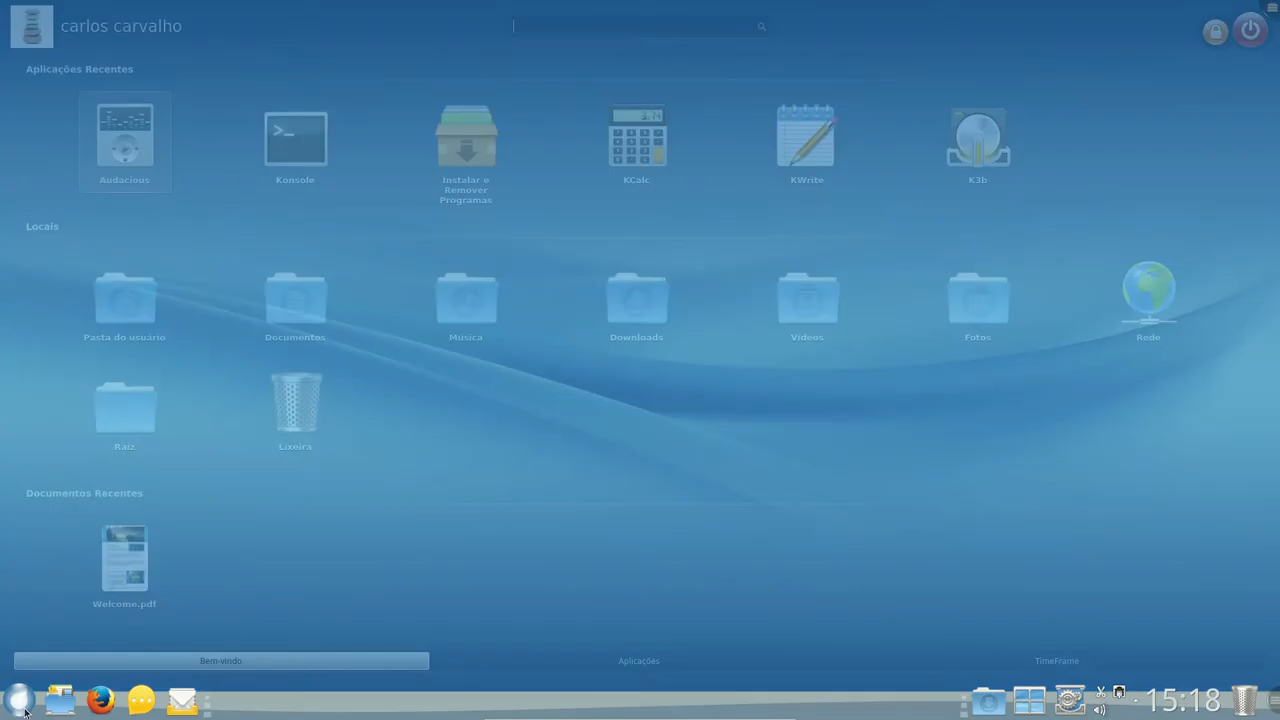 carlos carvalho
Aplicações Recentes
Audacious
Konsole
Instalar e
Remover
Programas
KCalc
KWrite
K3b
Locais
Pasta do usuário
Documentos
Música
Downloads
Vídeos
Fotos
Rede
Raiz
Lixeira
Documentos Recentes
Welcome.pdf
Bem-vindo
Aplicações
TimeFrame
15:18